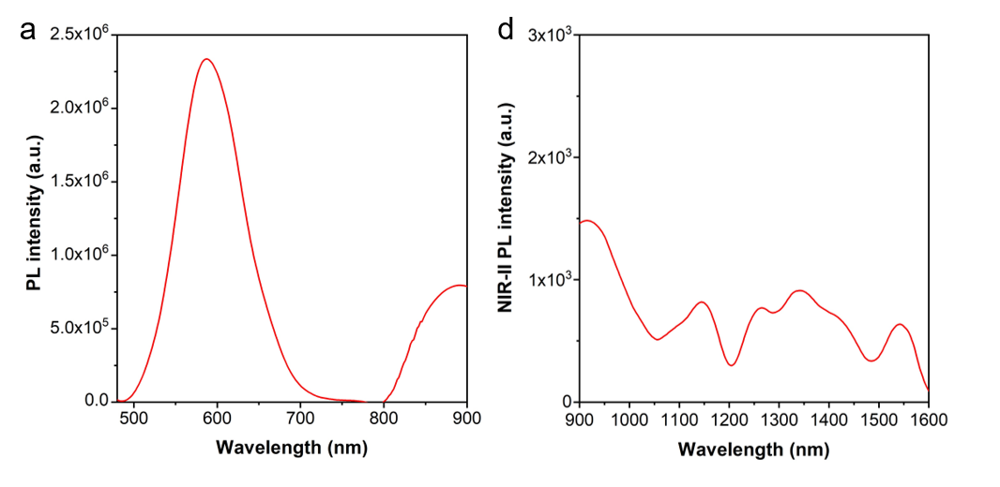 a
2.5x10⁶
2.0x10⁶
1.5x10⁶
1.0x10⁶
5.0x10⁵
0.0
PL intensity (a.u.)
500 600 700 800 900
Wavelength (nm)
d
3x10³
2x10³
1x10³
0
NIR-II PL intensity (a.u.)
900 1000 1100 1200 1300 1400 1500 1600
Wavelength (nm)